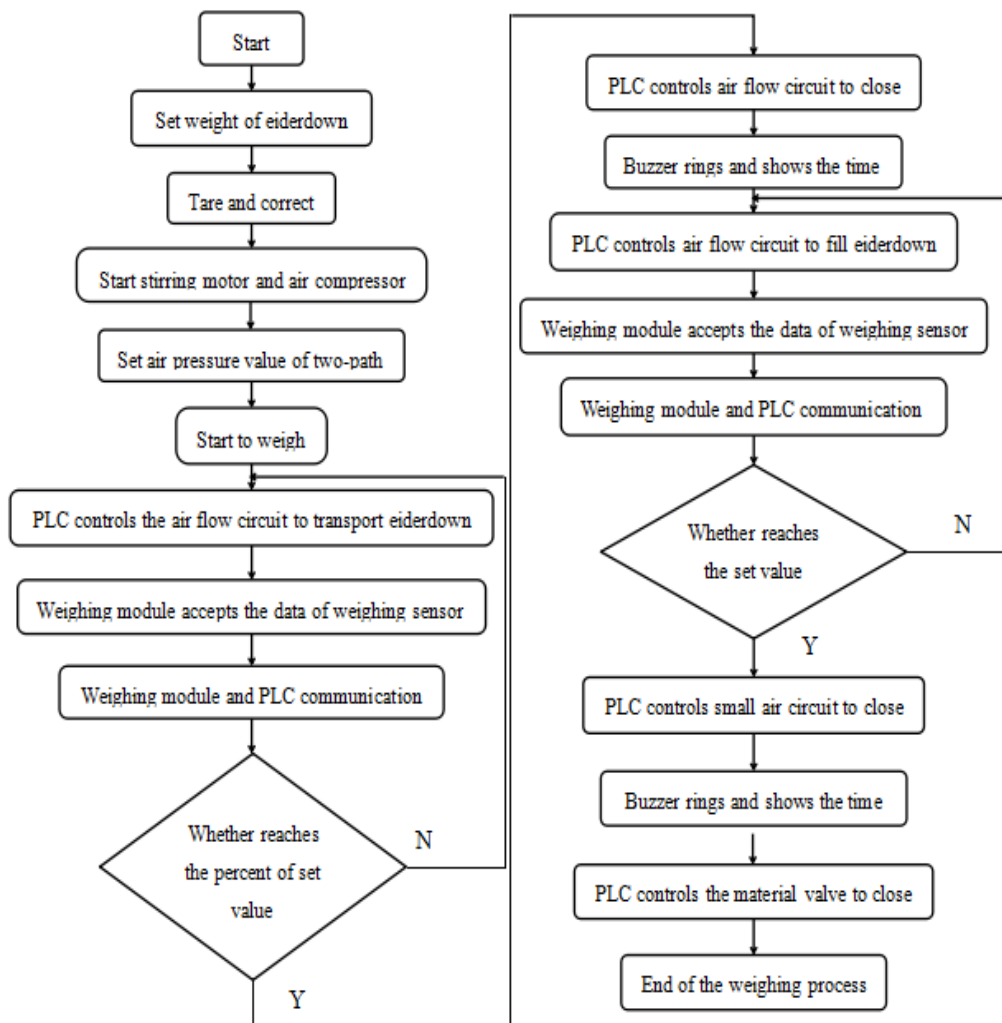 Start
Set weight of eiderdown
Tare and correct
Start stirring motor and air compressor
Set air pressure value of two-path
Start to weigh
PLC controls the air flow circuit to transport eiderdown
Weighing module accepts the data of weighing sensor
Weighing module and PLC communication
Whether reaches
the percent of set
value
N
Y
PLC controls air flow circuit to close
Buzzer rings and shows the time
PLC controls air flow circuit to fill eiderdown
Weighing module accepts the data of weighing sensor
Weighing module and PLC communication
Whether reaches
the set value
N
Y
PLC controls small air circuit to close
Buzzer rings and shows the time
PLC controls the material valve to close
End of the weighing process